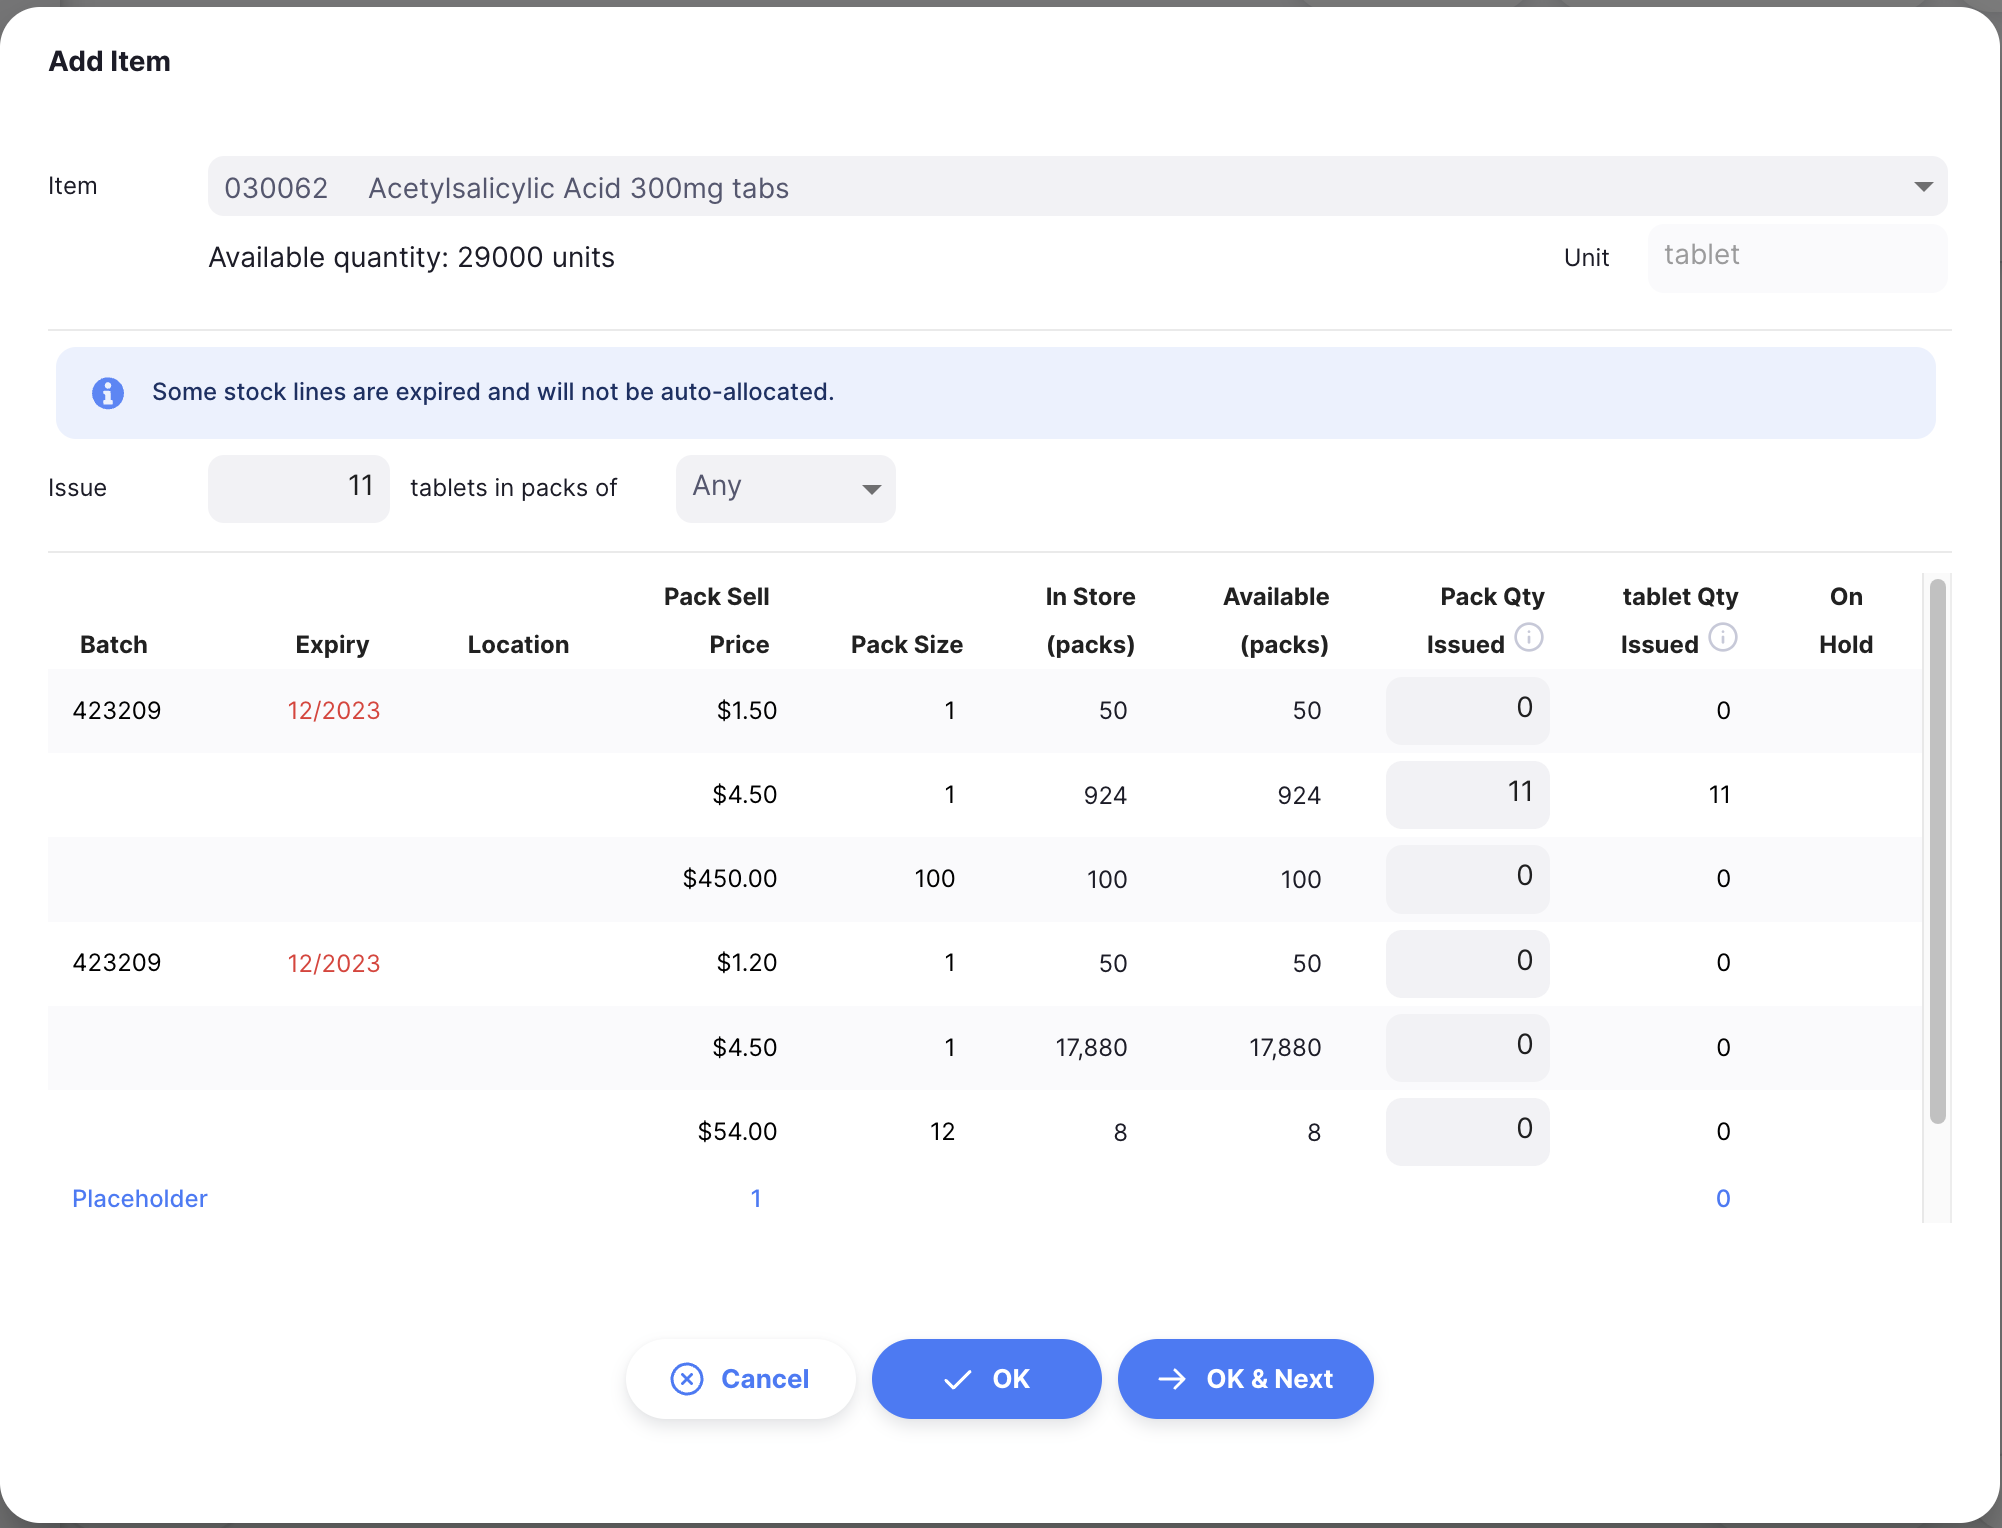 Add Item
Item 030062 Acetylsalicylic Acid 300mg tabs
Available quantity: 29000 units Unit tablet
Some stock lines are expired and will not be auto-allocated.
Issue 11 tablets in packs of Any
Batch Expiry Location Pack Sell Price Pack Size In Store (packs) Available (packs) Pack Qty Issued tablet Qty Issued On Hold
423209 12/2023 $1.50 1 50 50 0 0
$4.50 1 924 924 11 11
$450.00 100 100 100 0 0
423209 12/2023 $1.20 1 50 50 0 0
$4.50 1 17,880 17,880 0 0
$54.00 12 8 8 0 0
Placeholder 1 0
Cancel OK OK & Next